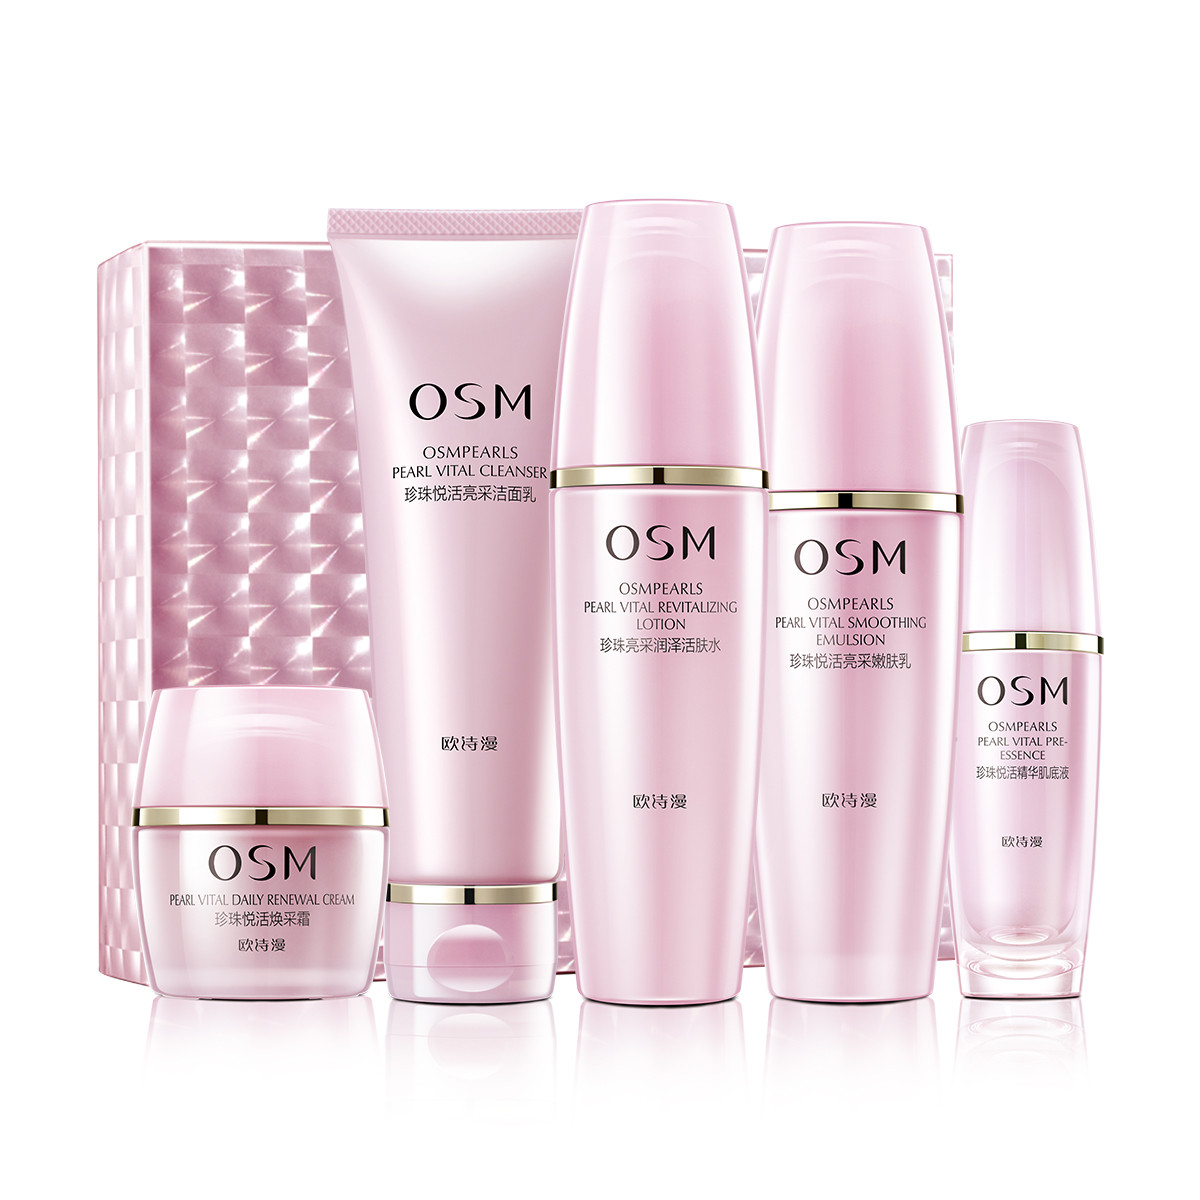 OSM
PEARL VITAL DAILY RENEWAL CREAM
珍珠悦活焕采霜
欧诗漫
OSM
OSMPEARLS
PEARL VITAL CLEANSER
珍珠悦活亮采洁面乳
欧诗漫
OSM
OSMPEARLS
PEARL VITAL REVITALIZING
LOTION
珍珠亮采润泽活肤水
欧诗漫
OSM
OSMPEARLS
PEARL VITAL SMOOTHING
EMULSION
珍珠悦活亮采嫩肤乳
欧诗漫
OSM
OSMPEARLS
PEARL VITAL PRE-
ESSENCE
珍珠悦活精华肌底液
欧诗漫